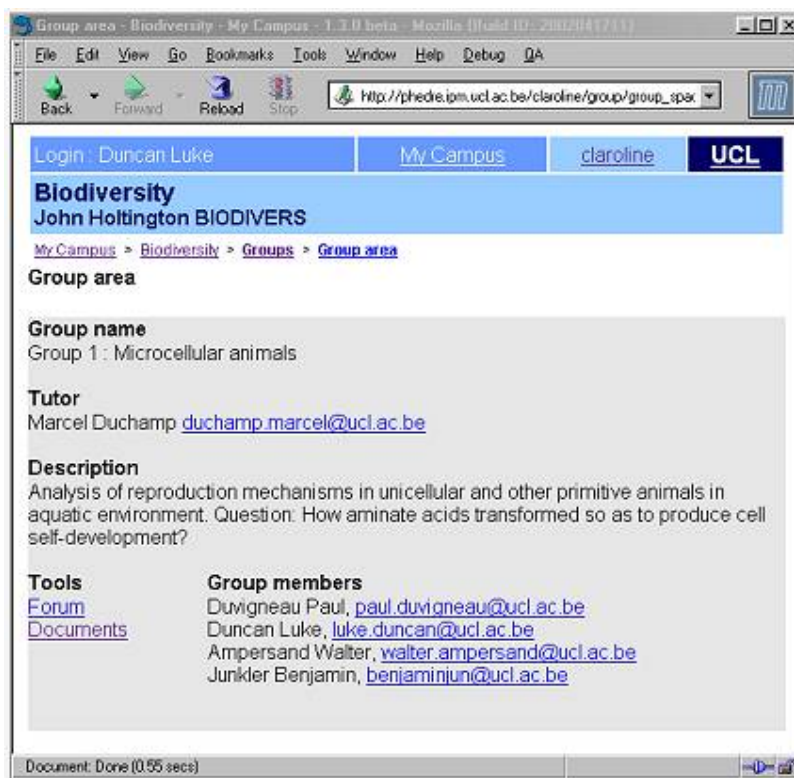 Group area - Biodiversity - My Campus - 1.3.0 beta - Mozilla {Build ID: 2002041711}
File Edit View Go Bookmarks Tools Window Help Debug QA
Back Forward Reload Stop http://phedre.ipm.ucl.ac.be/claroline/group/group_spac
Login : Duncan Luke My Campus claroline UCL
Biodiversity
John Holtington BIODIVERS
My Campus > Biodiversity > Groups > Group area
Group area
Group name
Group 1 : Microcellular animals
Tutor
Marcel Duchamp duchamp.marcel@ucl.ac.be
Description
Analysis of reproduction mechanisms in unicellular and other primitive animals in
aquatic environment. Question: How aminate acids transformed so as to produce cell
self-development?
Tools Group members
Forum Duvigneau Paul, paul.duvigneau@ucl.ac.be
Documents Duncan Luke, luke.duncan@ucl.ac.be
Ampersand Walter, walter.ampersand@ucl.ac.be
Junkler Benjamin, benjaminjun@ucl.ac.be
Document: Done (0.55 secs)